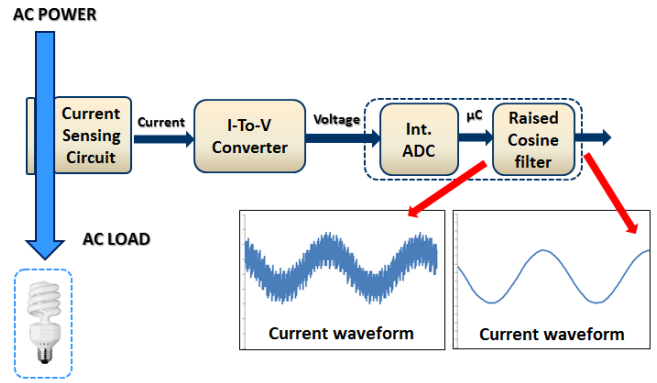 AC POWER
Current
Sensing
Circuit
Current
I-To-V
Converter
Voltage
Int.
ADC
µC
Raised
Cosine
filter
AC LOAD
Current waveform
Current waveform